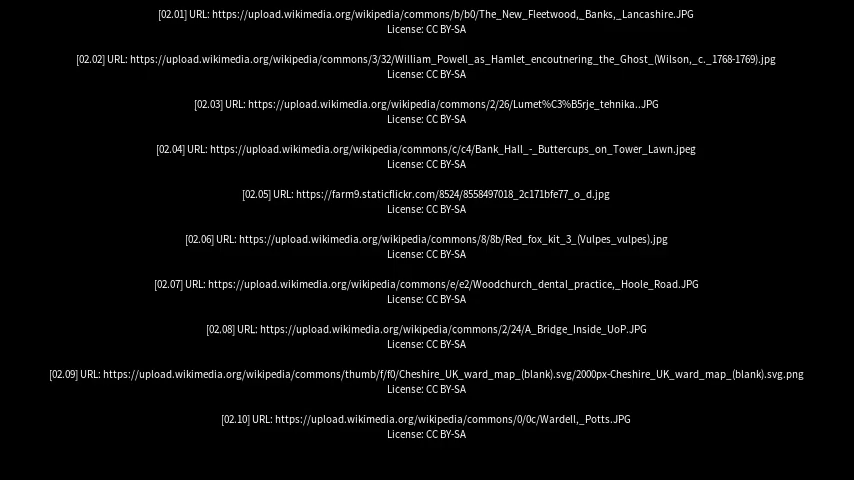 [02.01] URL: https://upload.wikimedia.org/wikipedia/commons/b/b0/The_New_Fleetwood,_Banks,_Lancashire.JPG
License: CC BY-SA
[02.02] URL: https://upload.wikimedia.org/wikipedia/commons/3/32/William_Powell_as_Hamlet_encoutnering_the_Ghost_(Wilson,_c._1768-1769).jpg
License: CC BY-SA
[02.03] URL: https://upload.wikimedia.org/wikipedia/commons/2/26/Lumet%C3%B5rje_tehnika..JPG
License: CC BY-SA
[02.04] URL: https://upload.wikimedia.org/wikipedia/commons/c/c4/Bank_Hall_-_Buttercups_on_Tower_Lawn.jpeg
License: CC BY-SA
[02.05] URL: https://farm9.staticflickr.com/8524/8558497018_2c171bfe77_o_d.jpg
License: CC BY-SA
[02.06] URL: https://upload.wikimedia.org/wikipedia/commons/8/8b/Red_fox_kit_3_(Vulpes_vulpes).jpg
License: CC BY-SA
[02.07] URL: https://upload.wikimedia.org/wikipedia/commons/e/e2/Woodchurch_dental_practice,_Hoole_Road.JPG
License: CC BY-SA
[02.08] URL: https://upload.wikimedia.org/wikipedia/commons/2/24/A_Bridge_Inside_UoP.JPG
License: CC BY-SA
[02.09] URL: https://upload.wikimedia.org/wikipedia/commons/thumb/f/f0/Cheshire_UK_ward_map_(blank).svg/2000px-Cheshire_UK_ward_map_(blank).svg.png
License: CC BY-SA
[02.10] URL: https://upload.wikimedia.org/wikipedia/commons/0/0c/Wardell,_Potts.JPG
License: CC BY-SA